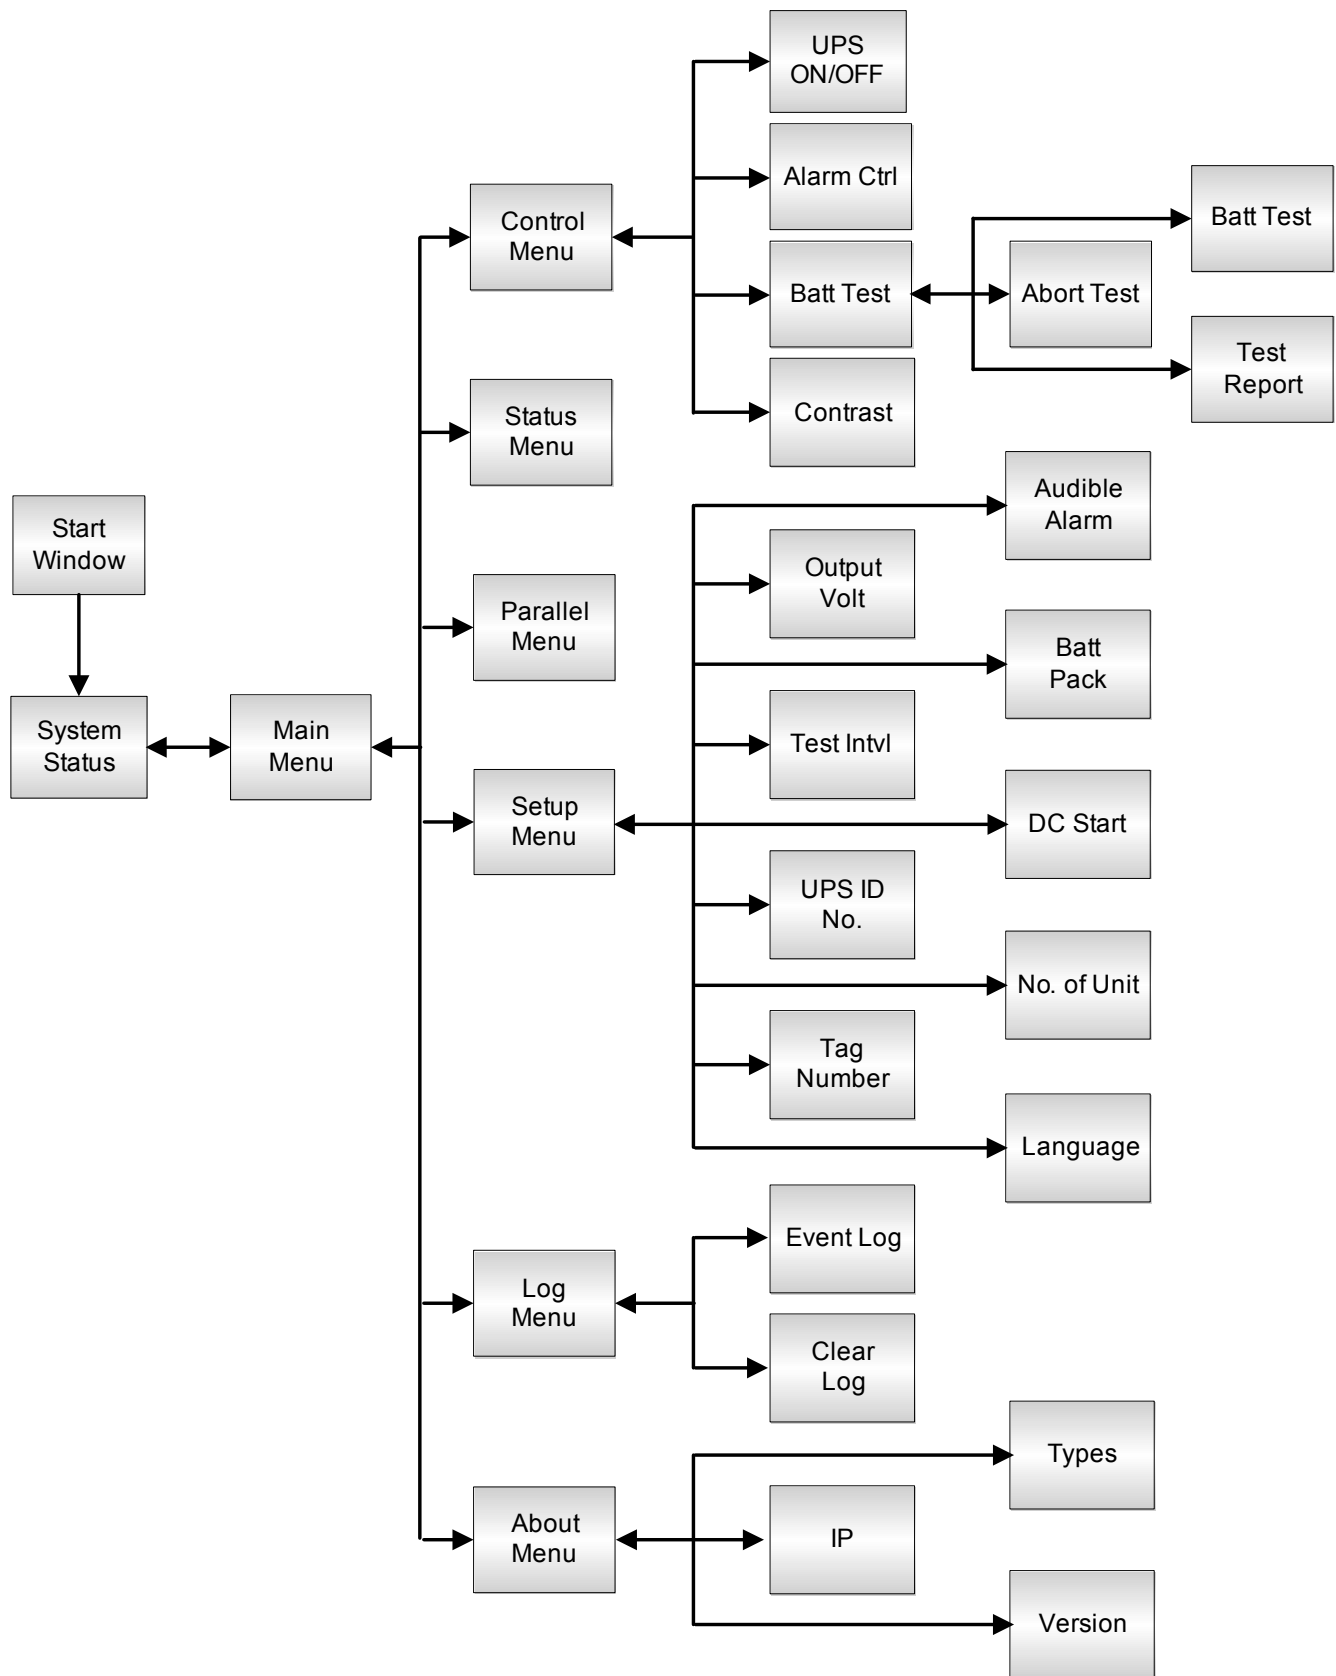 UPS
ON/OFF
Alarm Ctrl
Control
Menu
Batt Test
Batt Test
Abort Test
Test
Report
Contrast
Status
Menu
Start
Window
Parallel
Menu
System
Status
Main
Menu
Setup
Menu
Audible
Alarm
Output
Volt
Batt
Pack
Test Intvl
DC Start
UPS ID
No.
No. of Unit
Tag
Number
Language
Log
Menu
Event Log
Clear
Log
About
Menu
Types
IP
Version